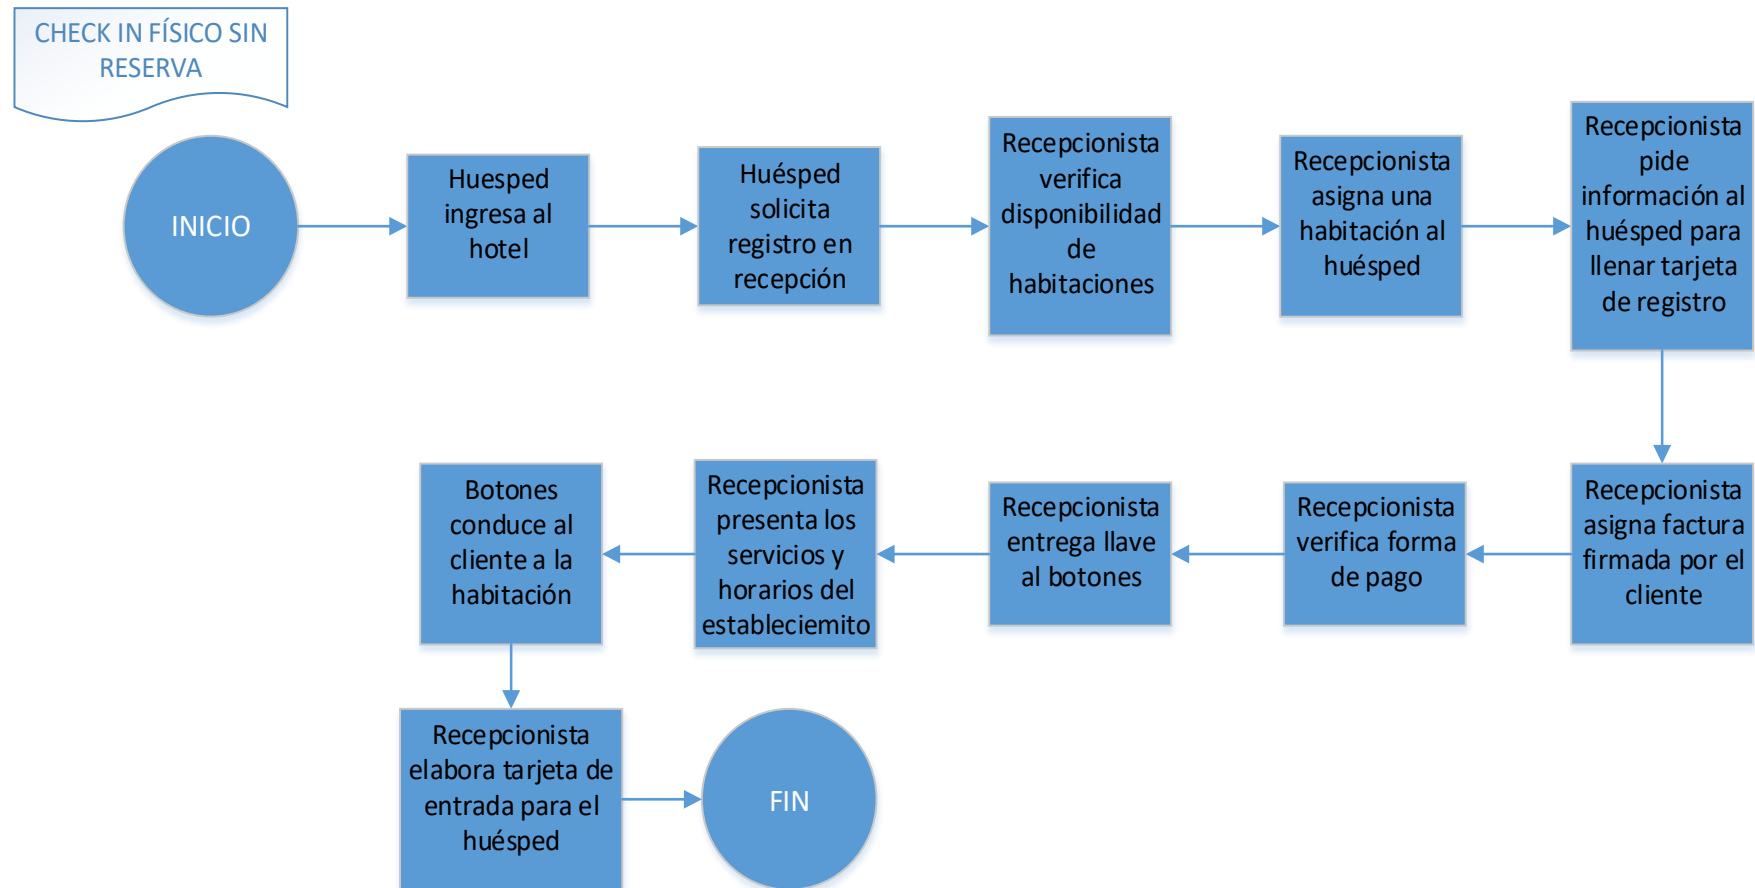 CHECK IN FÍSICO SIN
RESERVA
INICIO
Huesped
ingresa al
hotel
Huésped
solicita
registro en
recepción
Recepcionista
verifica
disponibilidad
de
habitaciones
Recepcionista
asigna una
habitación al
huésped
Recepcionista
pide
información al
huésped para
llenar tarjeta
de registro
Recepcionista
asigna factura
firmada por el
cliente
Recepcionista
verifica forma
de pago
Recepcionista
entrega llave
al botones
Recepcionista
presenta los
servicios y
horarios del
estableciemito
Botones
conduce al
cliente a la
habitación
Recepcionista
elabora tarjeta de
entrada para el
huésped
FIN